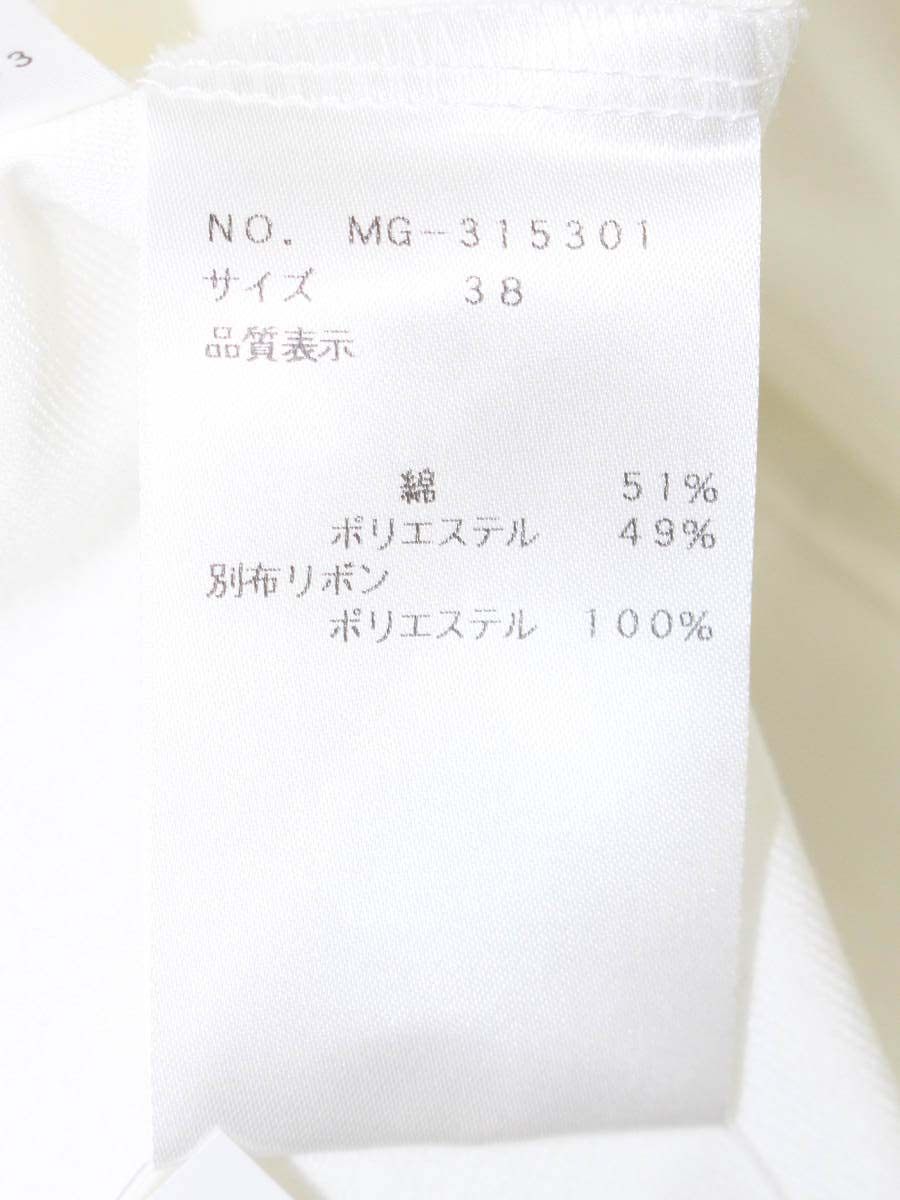 3
NO. MG-315301
サイズ 38
品質表示
綿 51%
ポリエステル 49%
別布リボン
ポリエステル 100%